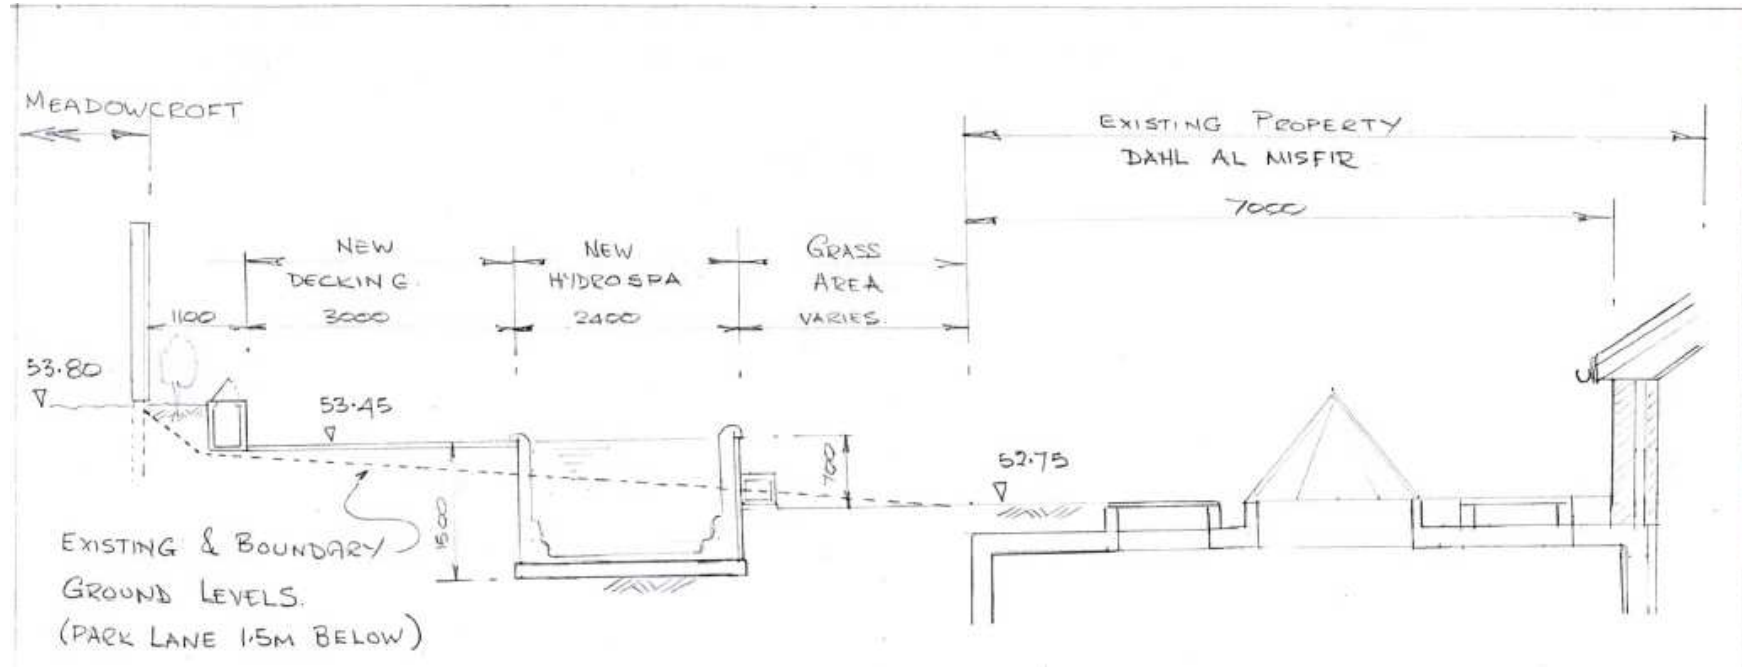 MEADOWCROFT
EXISTING PROPERTY
DAHL AL MISFIR
7000
NEW
DECKING.
3000
NEW
HYDROSPA
2400
GRASS
AREA
VARIES.
1100
53.80
53.45
700
52.75
1500
EXISTING & BOUNDARY
GROUND LEVELS.
(PARK LANE 1.5M BELOW)